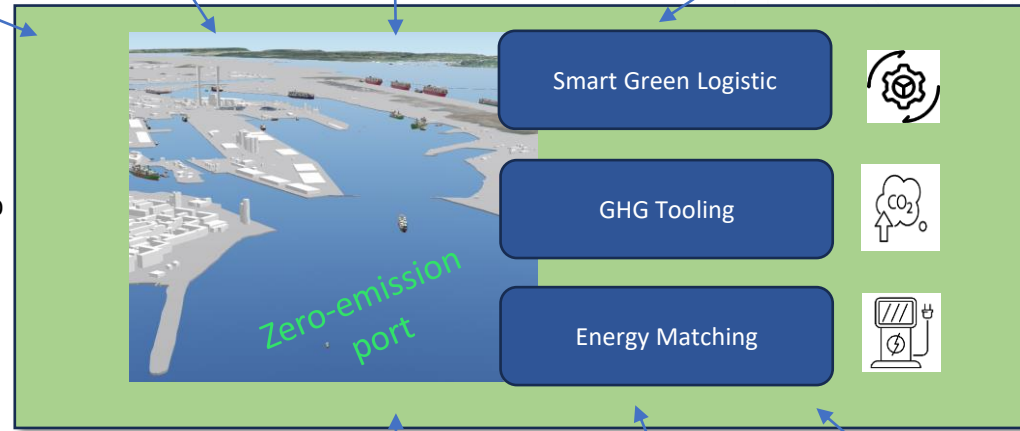 Smart Green Logistic
GHG Tooling
Energy Matching
Zero-emission
port
CO2